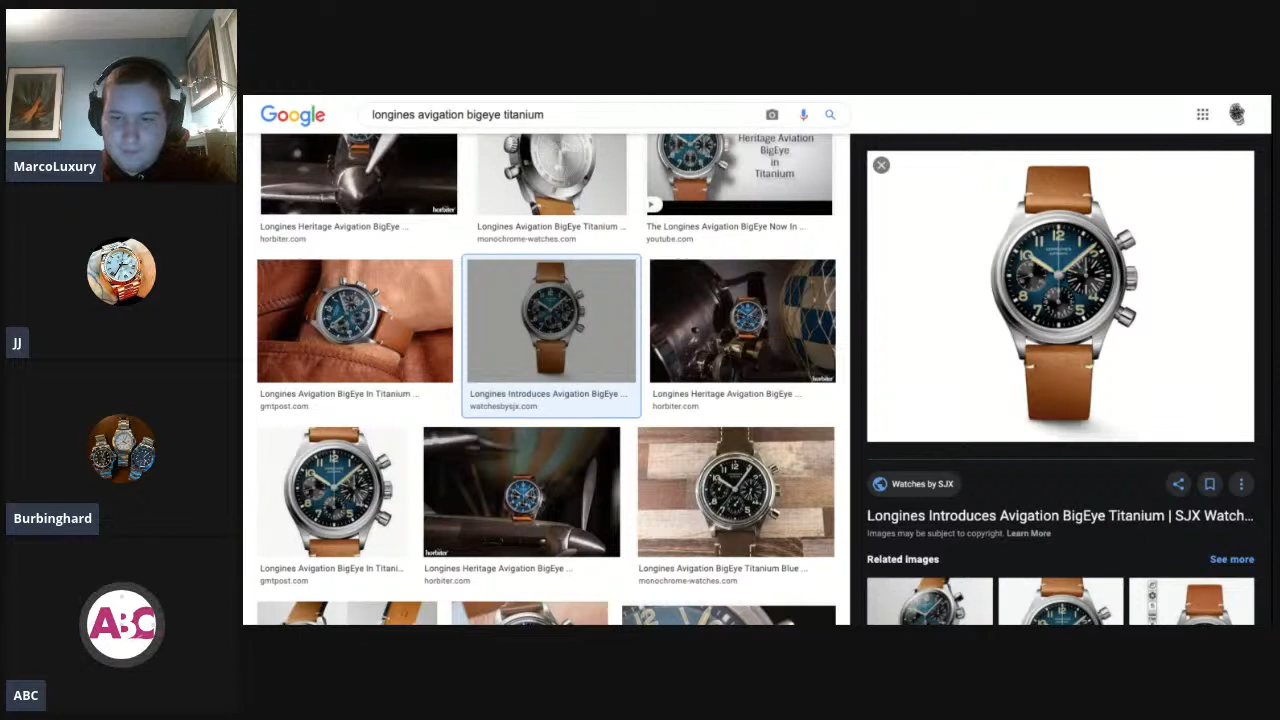 MarcoLuxury
JJ
Burbinghard
ABC
ABC
Google
longines avigation bigeye titanium
horbiter
Longines Heritage Avigation BigEye ...
horbiter.com
Longines Avigation BigEye Titanium ...
monochrome-watches.com
Heritage Aviation
BigEye
in
Titanium
The Longines Avigation BigEye Now In ...
youtube.com
Longines Avigation BigEye In Titanium ...
gmtpost.com
Longines Introduces Avigation BigEye ...
watchesbysjx.com
horbiter
Longines Heritage Avigation BigEye ...
horbiter.com
Longines Avigation BigEye In Titani...
gmtpost.com
horbiter
Longines Heritage Avigation BigEye ...
horbiter.com
Longines Avigation BigEye Titanium Blue ...
monochrome-watches.com
Watches by SJX
Longines Introduces Avigation BigEye Titanium | SJX Watch...
Images may be subject to copyright. Learn More
Related images
See more